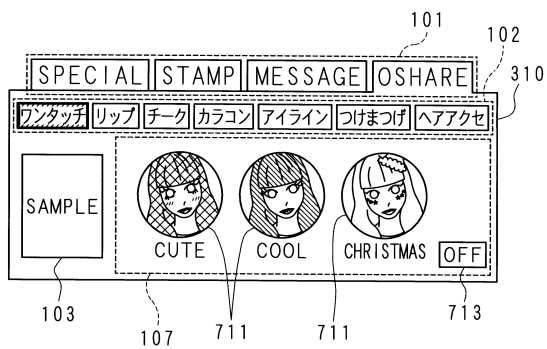 101
102
SPECIAL STAMP MESSAGE OSHARE
310
ワンタッチ リップ チーク カラコン アイライン つけまつげ ヘアアクセ
SAMPLE
CUTE COOL CHRISTMAS
OFF
103 107 711 711 713